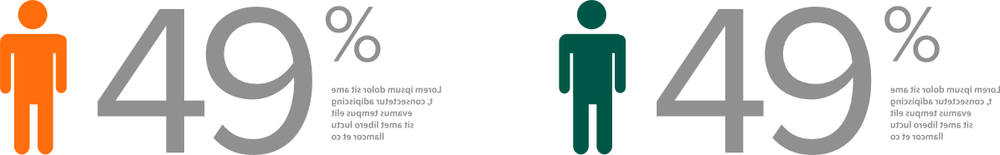 49%
Lorem ipsum dolor sit ame
t, consectetur adipiscing
evamus tempus elit
sit amet libero luctu
llamcor et co
49%
Lorem ipsum dolor sit ame
t, consectetur adipiscing
evamus tempus elit
sit amet libero luctu
llamcor et co